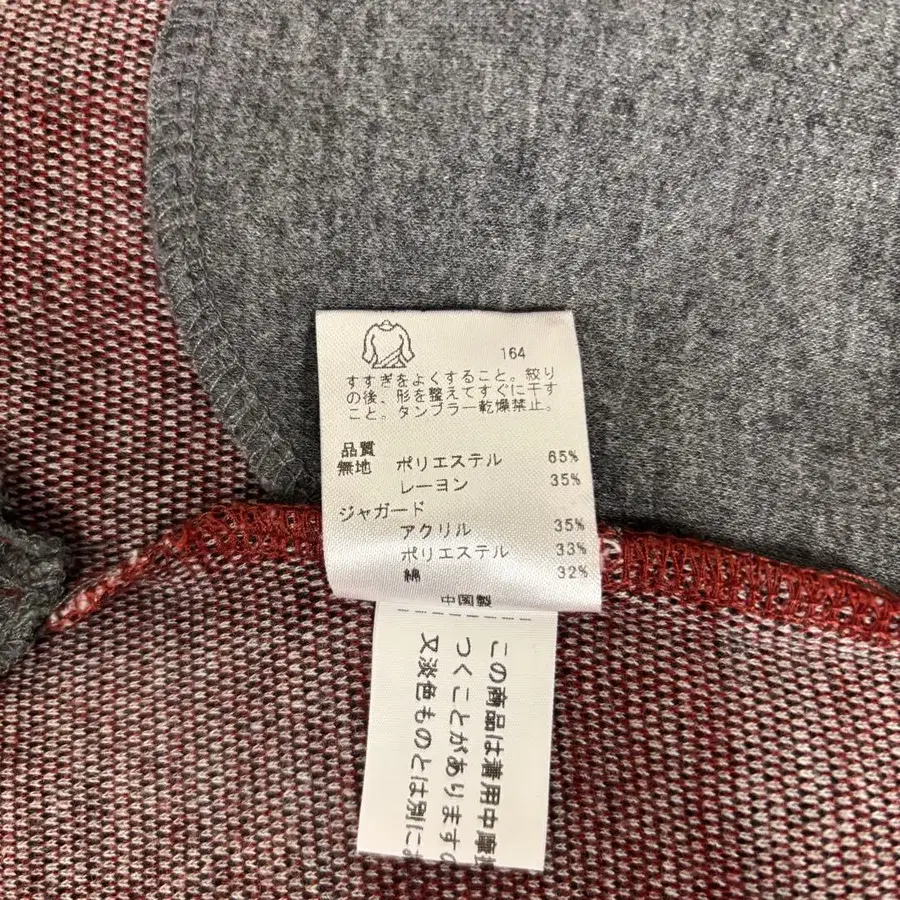 164
すすぎをよくすること。絞り
の後、形を整えてすぐに干す
こと。タンブラー乾燥禁止。
品質
無地 ポリエステル 65%
レーヨン 35%
ジャガード
アクリル 35%
ポリエステル 33%
綿 32%
この商品は着用中摩
つくことがあります
又淡色ものとは別に